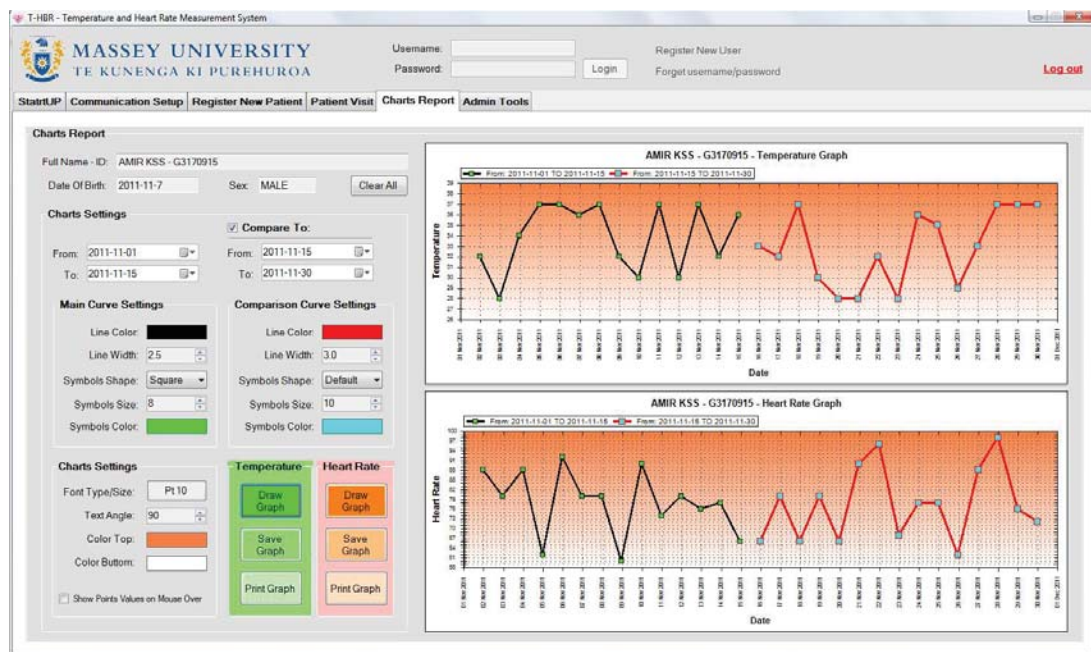 T-HBR - Temperature and Heart Rate Measurement System
MASSEY UNIVERSITY
TE KUNENGA KI PUREHUROA
Username:
Password:
Login
Register New User
Forget username/password
Log out
StatrtUP Communication Setup Register New Patient Patient Visit Charts Report Admin Tools
Charts Report
Full Name - ID: AMIR KSS - G3170915
Date Of Birth: 2011-11-7 Sex: MALE Clear All
Charts Settings
Compare To:
From: 2011-11-01 From: 2011-11-15
To: 2011-11-15 To: 2011-11-30
Main Curve Settings Comparison Curve Settings
Line Color: Line Color:
Line Width: 2.5 Line Width: 3.0
Symbols Shape: Square Symbols Shape: Default
Symbols Size: 8 Symbols Size: 10
Symbols Color: Symbols Color:
Charts Settings
Font Type/Size: Pt 10
Text Angle: 90
Color Top:
Color Buttom:
Show Points Values on Mouse Over
Temperature Heart Rate
Draw Graph Draw Graph
Save Graph Save Graph
Print Graph Print Graph
AMIR KSS - G3170915 - Temperature Graph
From: 2011-11-01 TO 2011-11-15 From: 2011-11-15 TO 2011-11-30
Temperature
Date
AMIR KSS - G3170915 - Heart Rate Graph
From: 2011-11-01 TO 2011-11-15 From: 2011-11-15 TO 2011-11-30
Heart Rate
Date